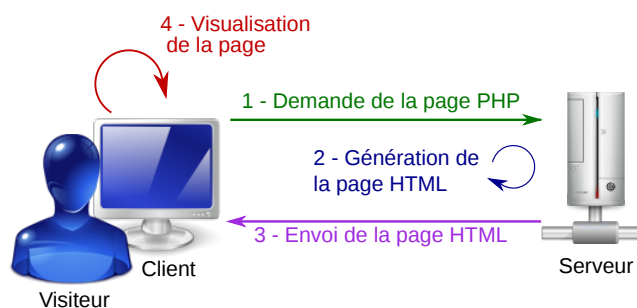 4 - Visualisation
de la page
1 - Demande de la page PHP
2 - Génération de
la page HTML
3 - Envoi de la page HTML
Client
Serveur
Visiteur